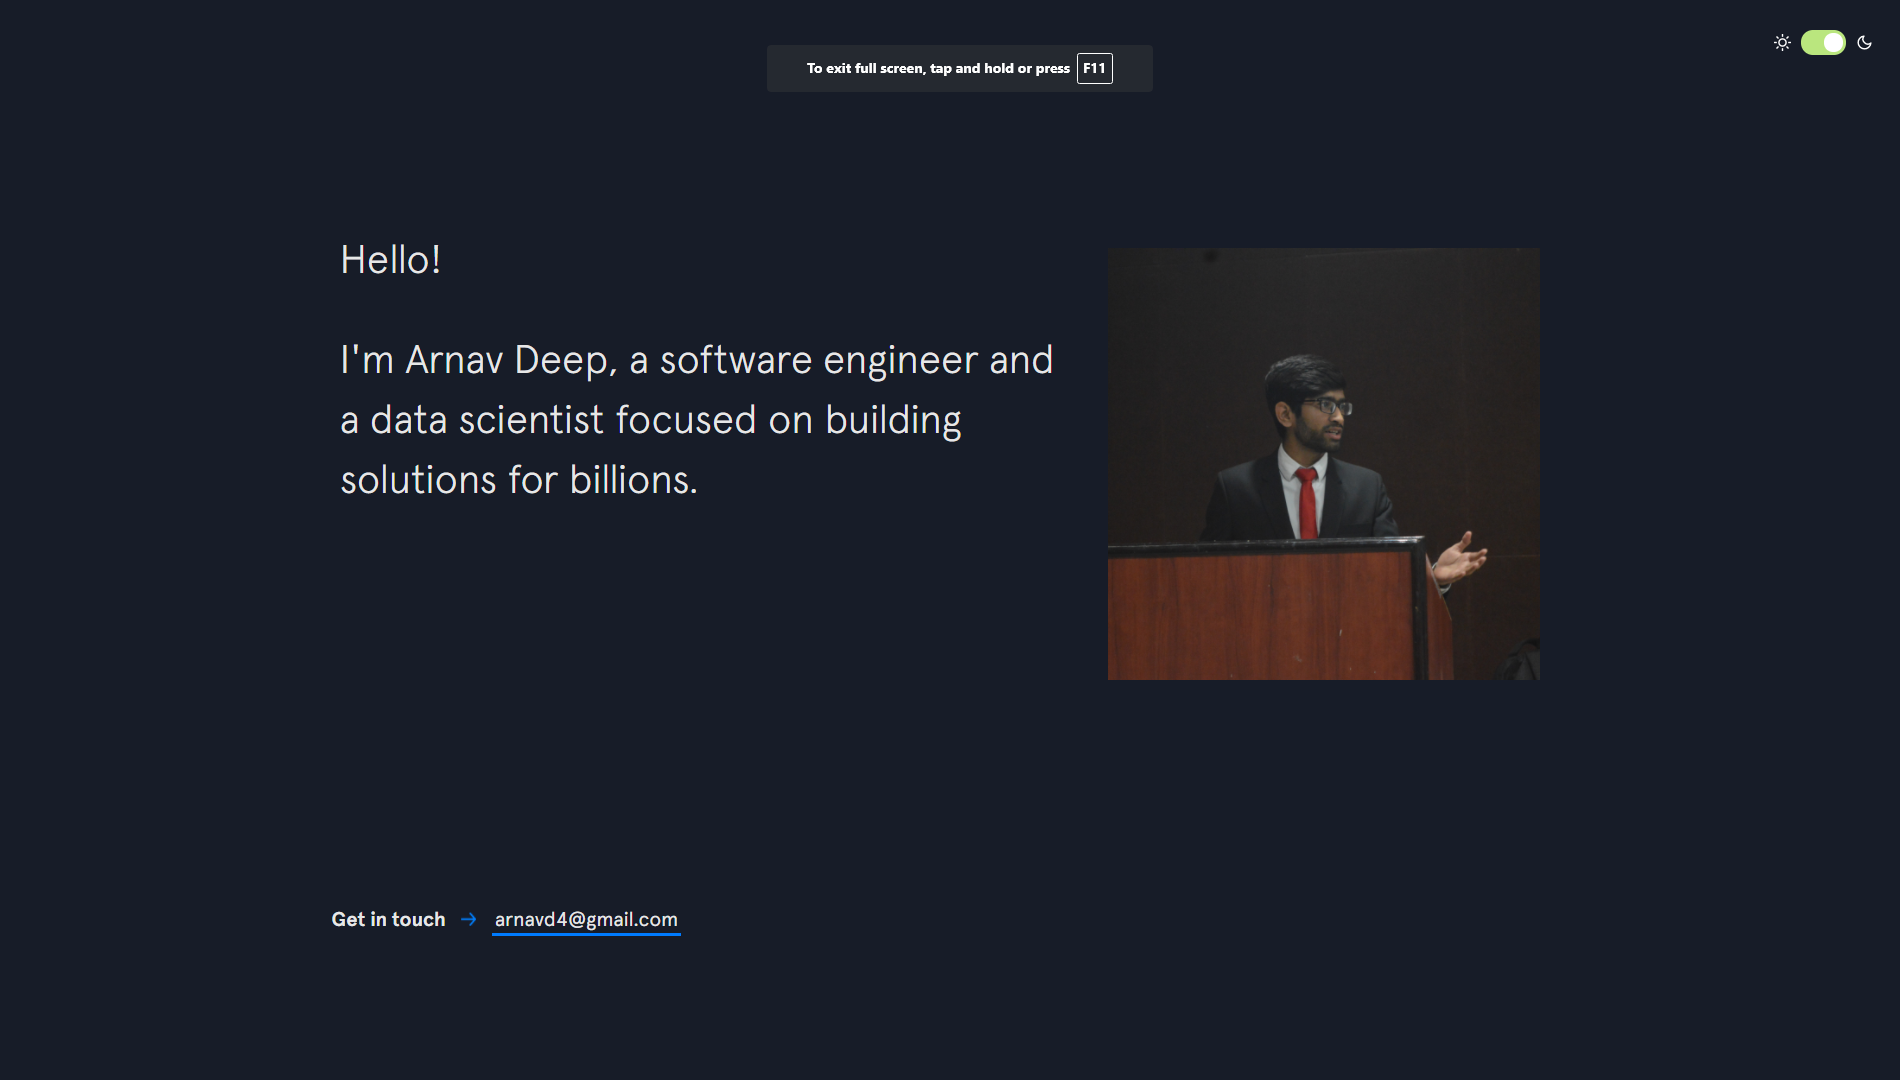 To exit full screen, tap and hold or press F11
Hello!
I'm Arnav Deep, a software engineer and
a data scientist focused on building
solutions for billions.
Get in touch → arnavd4@gmail.com